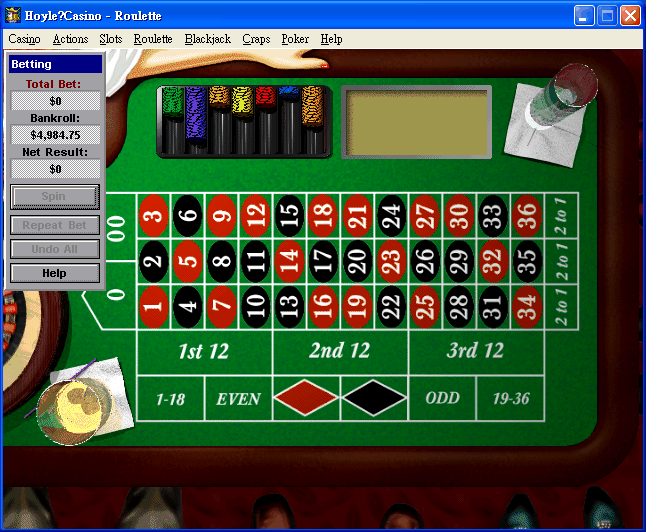 Hoyle?Casino - Roulette
Casino Actions Slots Roulette Blackjack Craps Poker Help
Betting
Total Bet:
$0
Bankroll:
$4,984.75
Net Result:
$0
Spin
Repeat Bet
Undo All
Help
00 3 6 9 12 15 18 21 24 27 30 33 36 2 to 1
2 5 8 11 14 17 20 23 26 29 32 35 2 to 1
0 1 4 7 10 13 16 19 22 25 28 31 34 2 to 1
1st 12 2nd 12 3rd 12
1-18 EVEN ODD 19-36